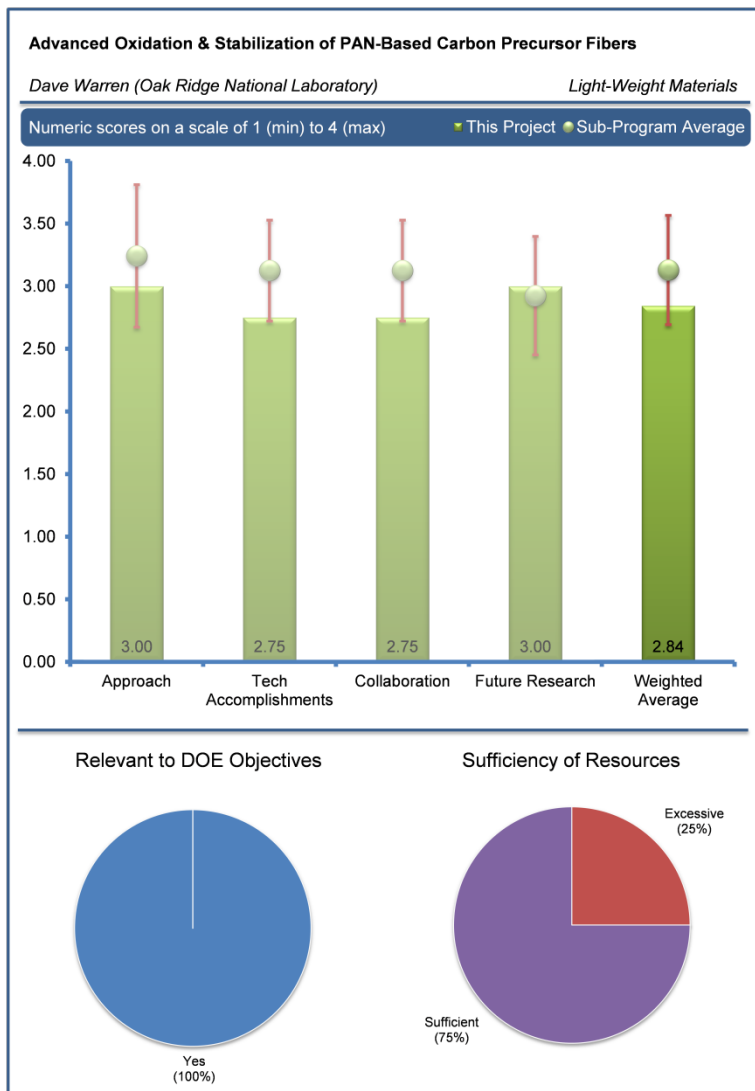 Advanced Oxidation & Stabilization of PAN-Based Carbon Precursor Fibers
Dave Warren (Oak Ridge National Laboratory) Light-Weight Materials
Numeric scores on a scale of 1 (min) to 4 (max) This Project Sub-Program Average
4.00
3.50
3.00
2.50
2.00
1.50
1.00
0.50
0.00
3.00 2.75 2.75 3.00 2.84
Approach Tech Collaboration Future Research Weighted
Accomplishments Average
Relevant to DOE Objectives Sufficiency of Resources
Excessive
(25%)
Sufficient
(75%)
Yes
(100%)